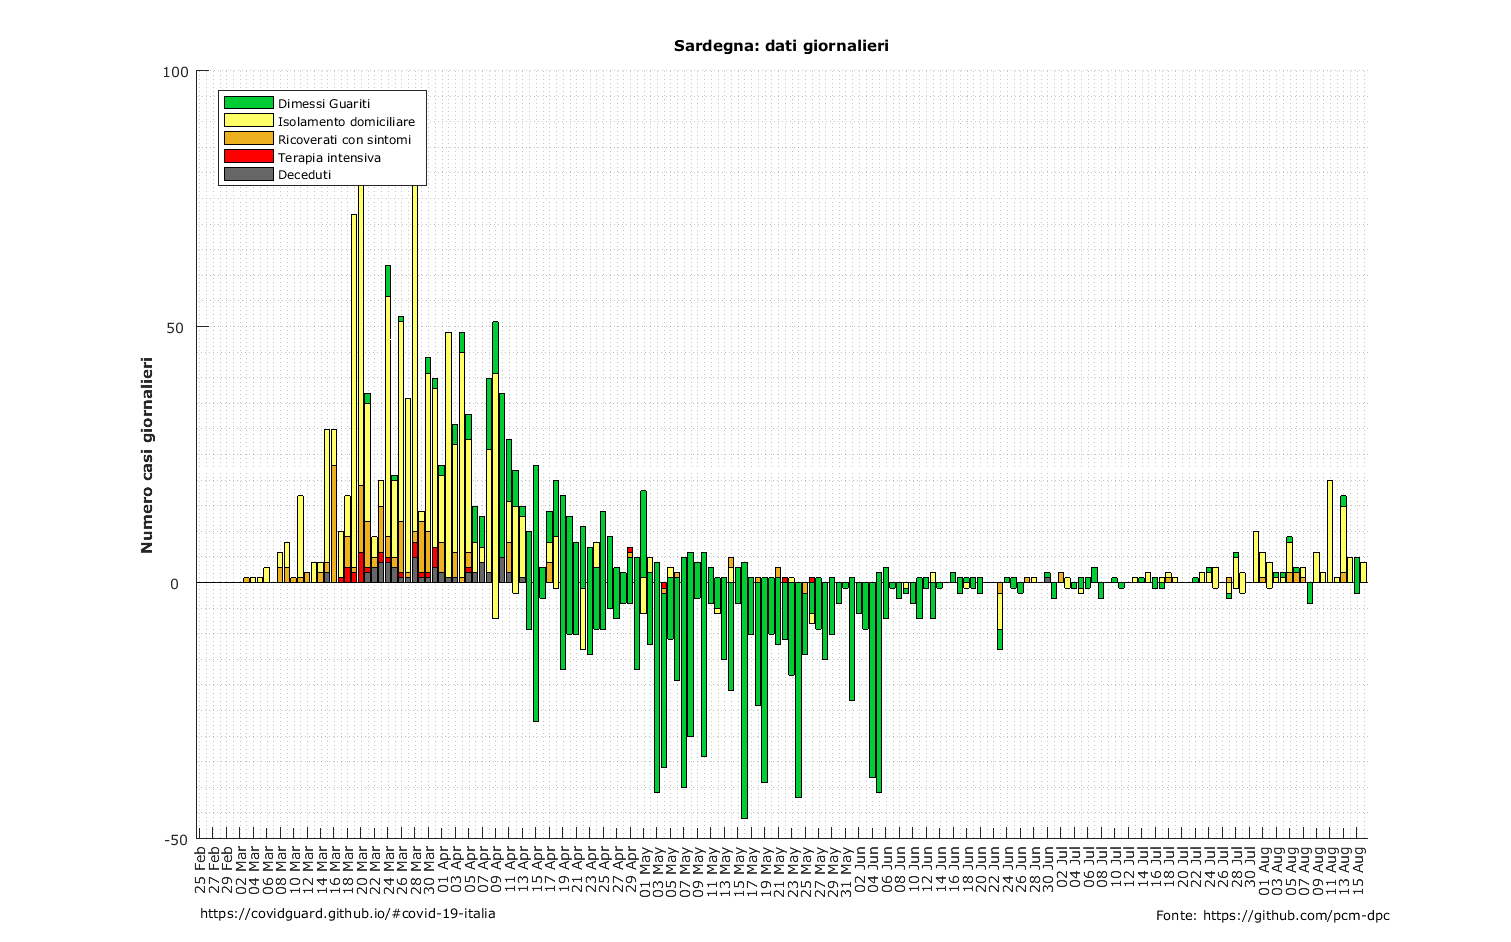 Sardegna: dati giornalieri
100
50
0
-50
Numero casi giornalieri
Dimessi Guariti
Isolamento domiciliare
Ricoverati con sintomi
Terapia intensiva
Deceduti
25 Feb
27 Feb
29 Feb
02 Mar
04 Mar
06 Mar
08 Mar
10 Mar
12 Mar
14 Mar
16 Mar
18 Mar
20 Mar
22 Mar
24 Mar
26 Mar
28 Mar
30 Mar
01 Apr
03 Apr
05 Apr
07 Apr
09 Apr
11 Apr
13 Apr
15 Apr
17 Apr
19 Apr
21 Apr
23 Apr
25 Apr
27 Apr
29 Apr
01 May
03 May
05 May
07 May
09 May
11 May
13 May
15 May
17 May
19 May
21 May
23 May
25 May
27 May
29 May
31 May
02 Jun
04 Jun
06 Jun
08 Jun
10 Jun
12 Jun
14 Jun
16 Jun
18 Jun
20 Jun
22 Jun
24 Jun
26 Jun
28 Jun
30 Jun
02 Jul
04 Jul
06 Jul
08 Jul
10 Jul
12 Jul
14 Jul
16 Jul
18 Jul
20 Jul
22 Jul
24 Jul
26 Jul
28 Jul
30 Jul
01 Aug
03 Aug
05 Aug
07 Aug
09 Aug
11 Aug
13 Aug
15 Aug
https://covidguard.github.io/#covid-19-italia
Fonte: https://github.com/pcm-dpc